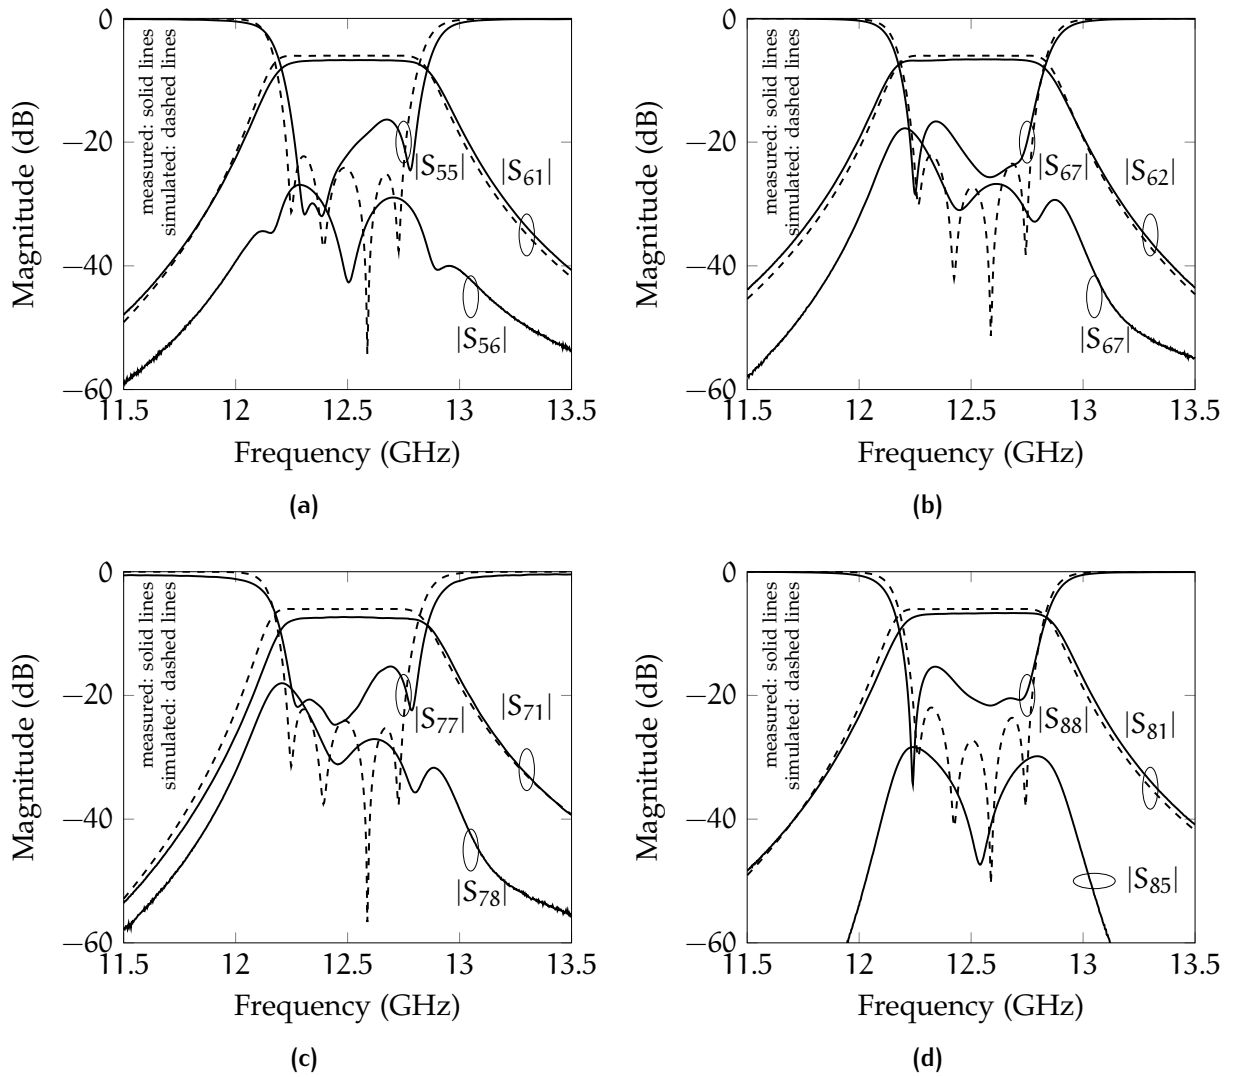 0
−20
−40
−60
11.5 12 12.5 13 13.5
Magnitude (dB)
Frequency (GHz)
measured: solid lines
simulated: dashed lines
|S55|
|S61|
|S56|
(a)
0
−20
−40
−60
11.5 12 12.5 13 13.5
Magnitude (dB)
Frequency (GHz)
measured: solid lines
simulated: dashed lines
|S67|
|S62|
|S67|
(b)
0
−20
−40
−60
11.5 12 12.5 13 13.5
Magnitude (dB)
Frequency (GHz)
measured: solid lines
simulated: dashed lines
|S77|
|S71|
|S78|
(c)
0
−20
−40
−60
11.5 12 12.5 13 13.5
Magnitude (dB)
Frequency (GHz)
measured: solid lines
simulated: dashed lines
|S88|
|S81|
|S85|
(d)